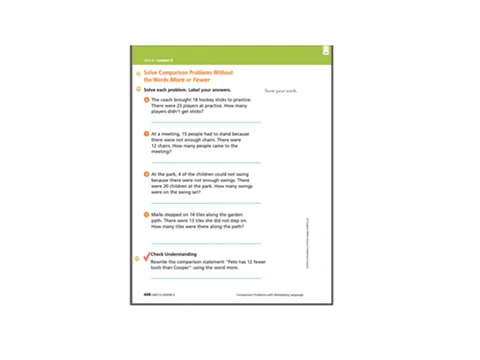 Unit 6 • Lesson 5
Solve Comparison Problems Without
the Words More or Fewer
Solve each problem. Label your answers.
Show your work.
The coach brought 18 hockey sticks to practice.
There were 23 players at practice. How many
players didn't get sticks?
At a meeting, 15 people had to stand because
there were not enough chairs. There were
12 chairs. How many people came to the
meeting?
At the park, 4 of the children could not swing
because there were not enough swings. There
were 20 children at the park. How many swings
were on the swing set?
Maile stepped on 14 tiles along the garden
path. There were 13 tiles she did not step on.
How many tiles were there along the path?
Check Understanding
Rewrite the comparison statement "Pete has 12 fewer
tools than Cooper" using the word more.
406 UNIT 6 LESSON 5
Comparison Problems with Misleading Language